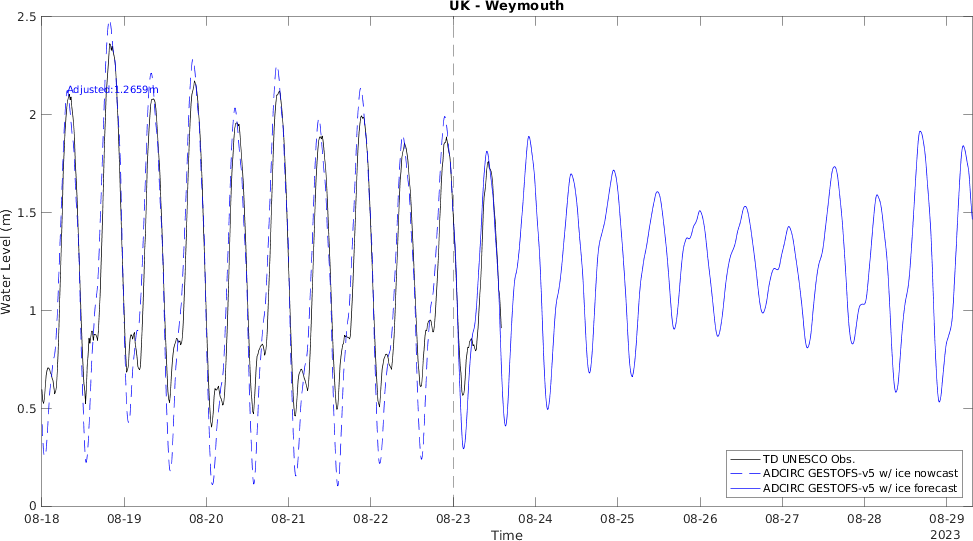 UK - Weymouth
2.5
2
1.5
1
0.5
0
Water Level (m)
Adjusted:1.2659m
TD UNESCO Obs.
ADCIRC GESTOFS-v5 w/ ice nowcast
ADCIRC GESTOFS-v5 w/ ice forecast
08-18 08-19 08-20 08-21 08-22 08-23 08-24 08-25 08-26 08-27 08-28 08-29
2023
Time